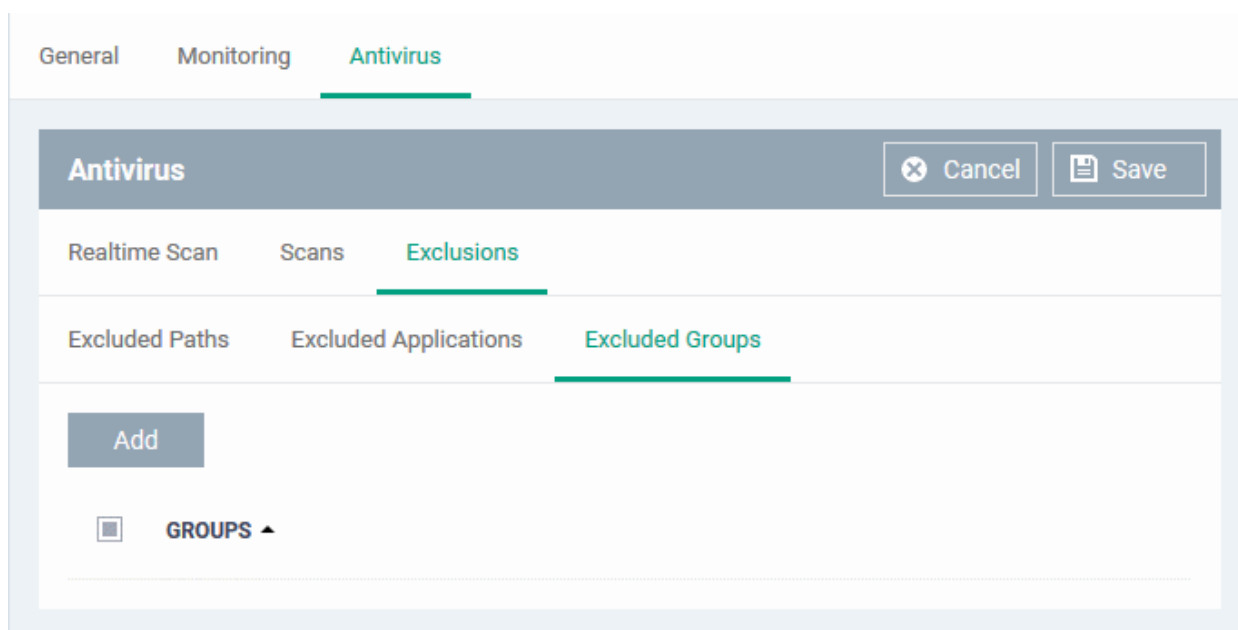 General Monitoring Antivirus
Antivirus Cancel Save
Realtime Scan Scans Exclusions
Excluded Paths Excluded Applications Excluded Groups
Add
GROUPS